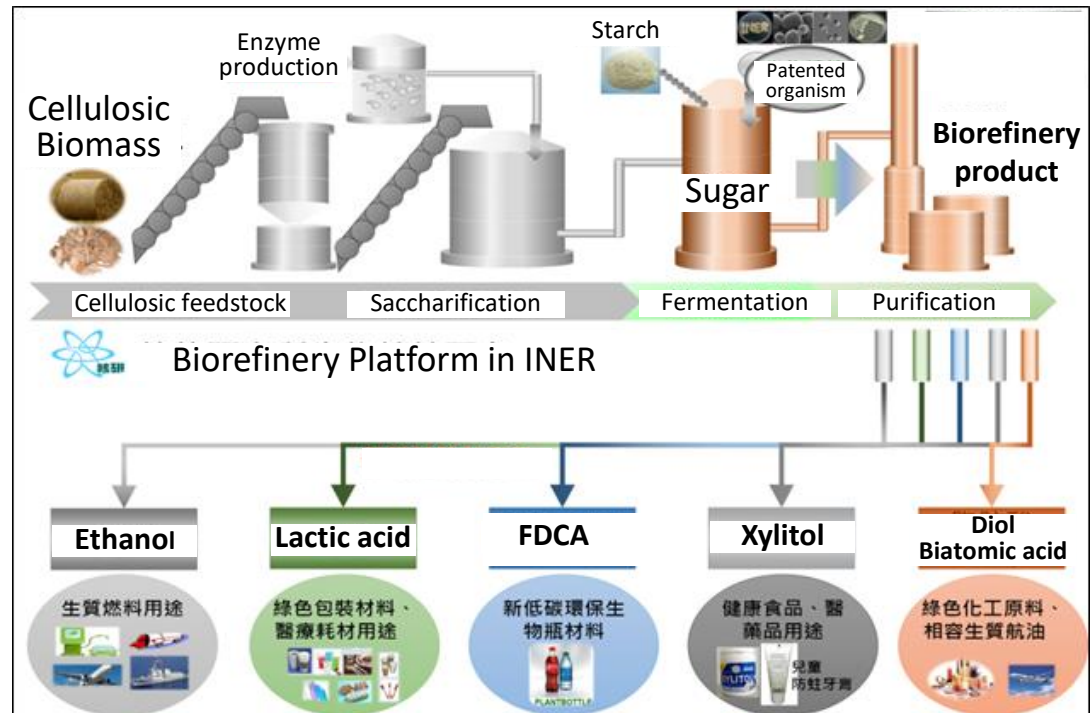 Enzyme
production
Starch
Patented
organism
Cellulosic
Biomass
Biorefinery
product
Sugar
Cellulosic feedstock
Saccharification
Fermentation
Purification
核研
Biorefinery Platform in INER
Ethanol
Lactic acid
FDCA
Xylitol
Diol
Biatomic acid
生質燃料用途
綠色包裝材料、
醫療耗材用途
新低碳環保生
物瓶材料
健康食品、醫
藥品用途
綠色化工原料、
相容生質航油
XYLITOL
兒童
防蛀牙膏
PLANTBOTTLE